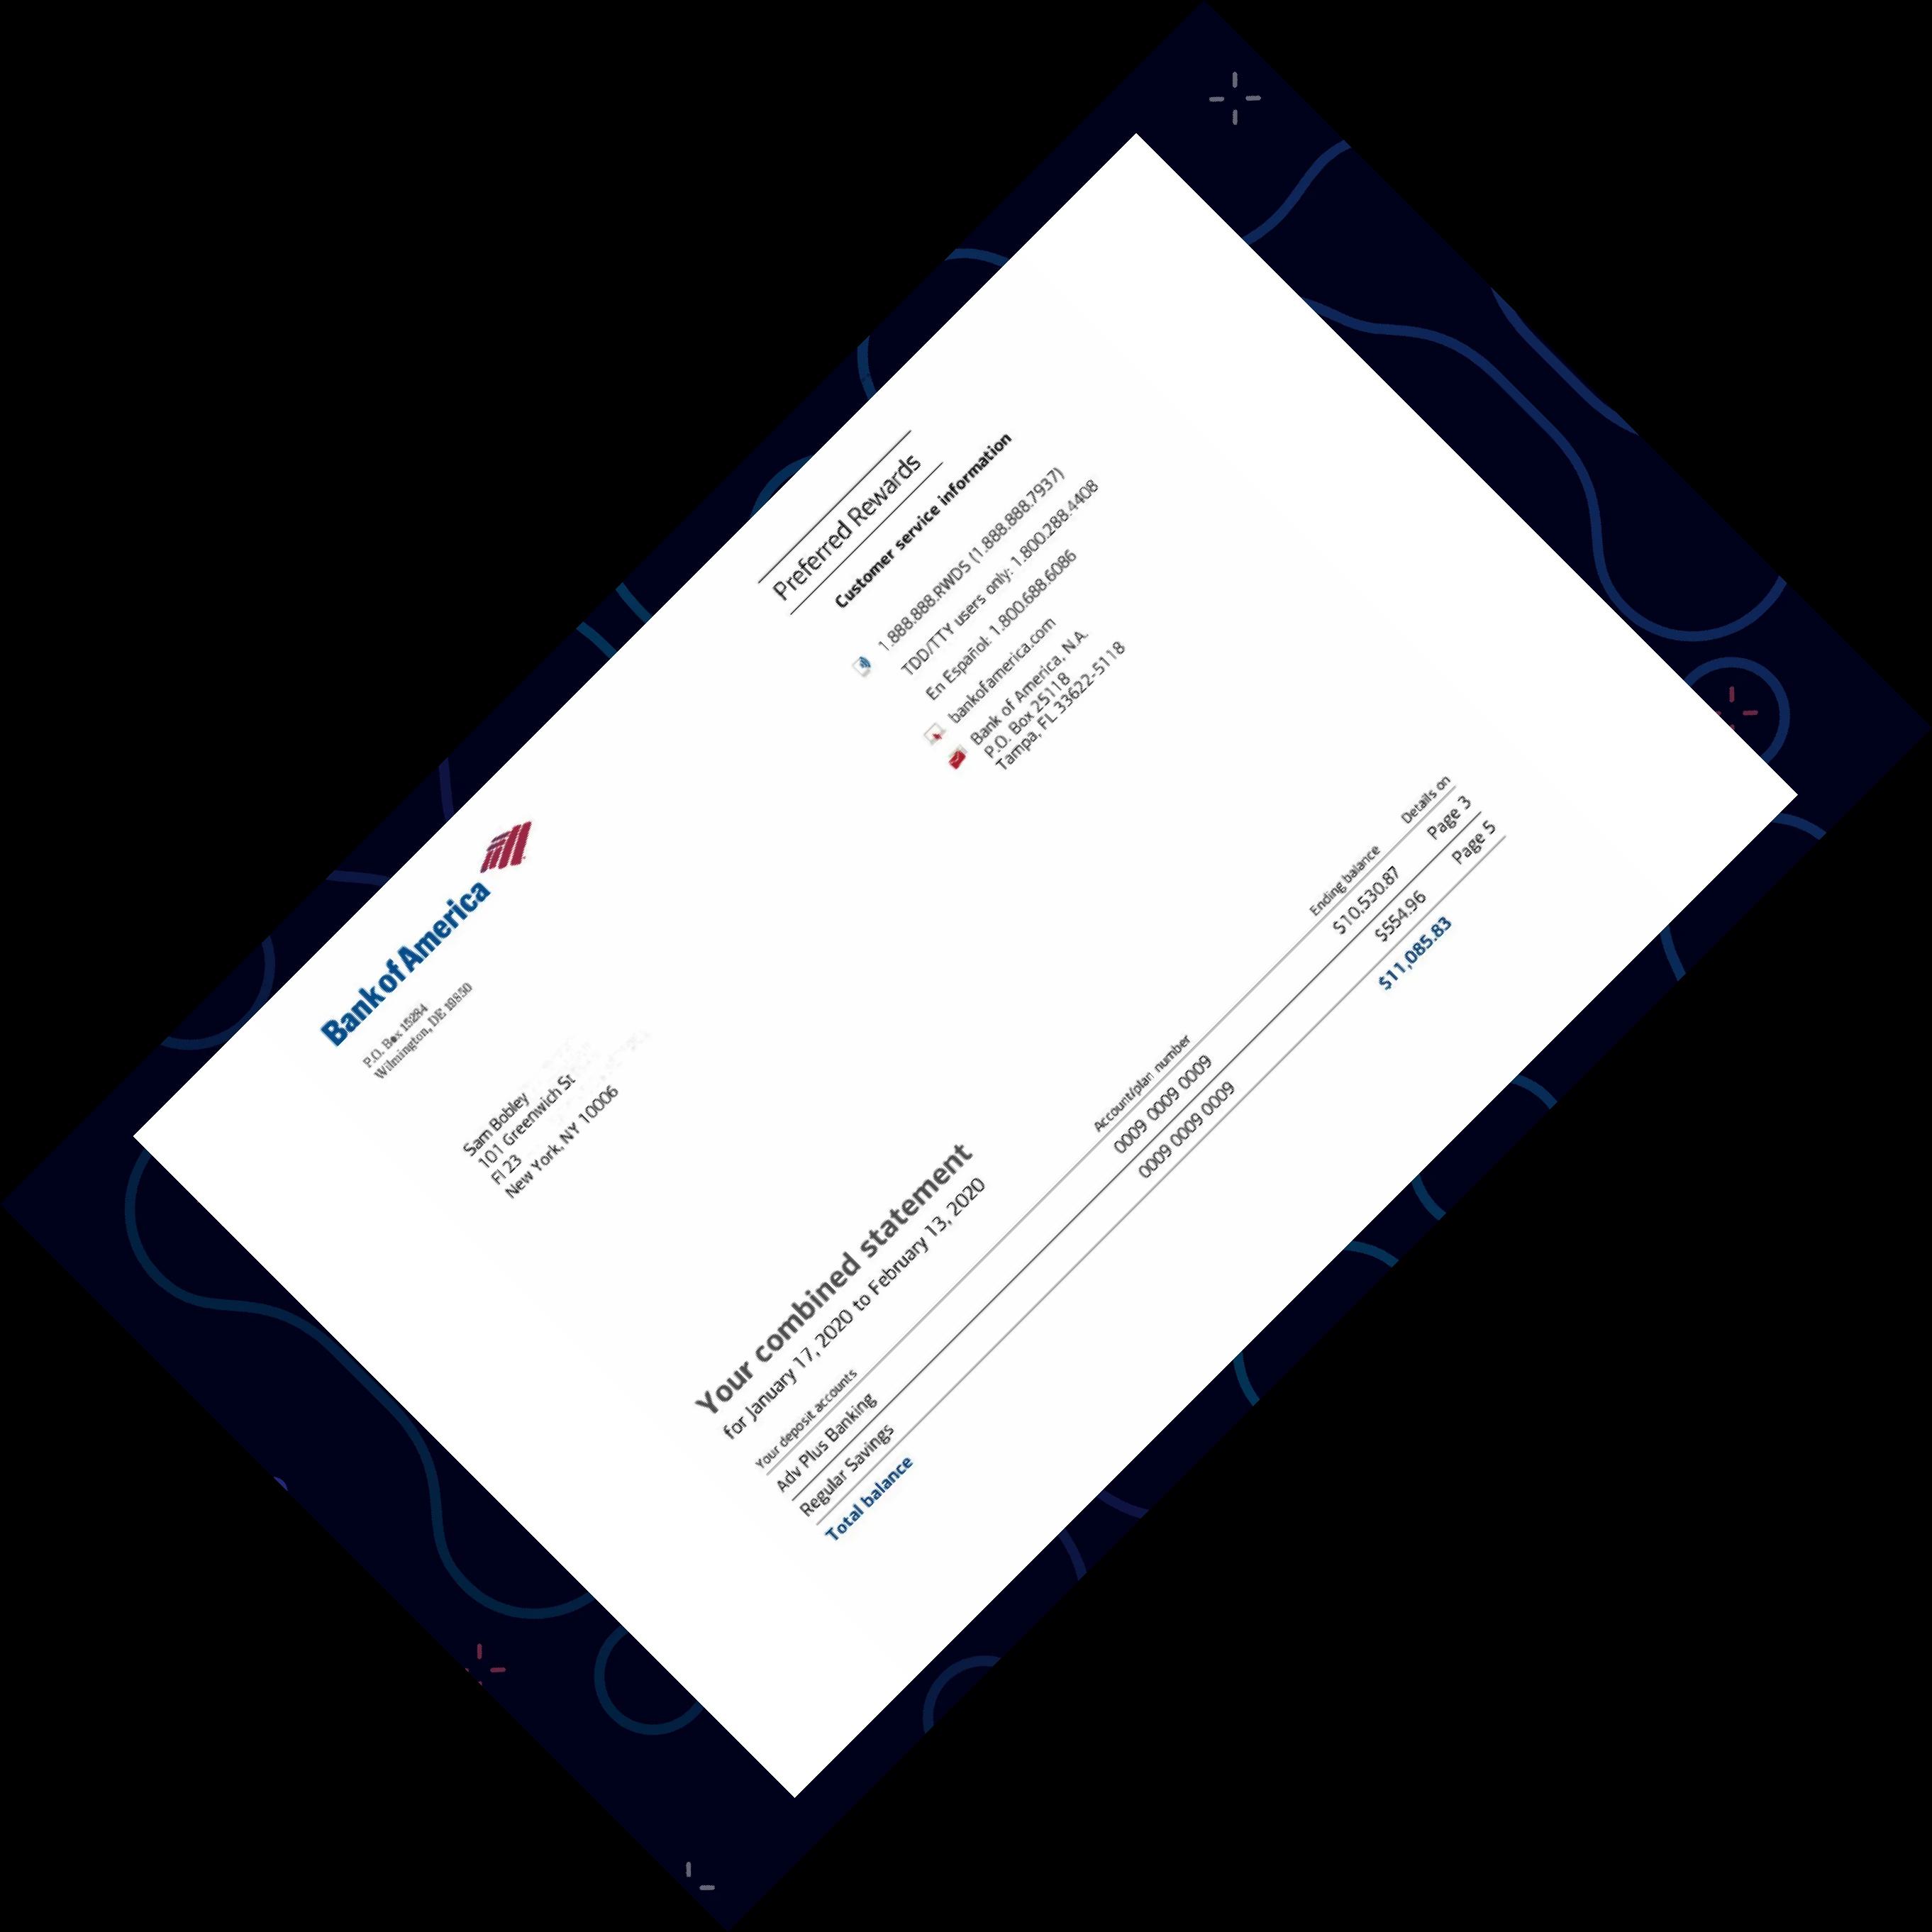 Bank of America
P.O. Box 15284
Wilmington, DE 19850
Preferred Rewards
Customer service information
1.888.888.RWDS (1.888.888.7937)
TDD/TTY users only: 1.800.288.4408
En Español: 1.800.688.6086
bankofamerica.com
Bank of America, N.A.
P.O. Box 25118
Tampa, FL 33622-5118
Sam Bobley
101 Greenwich St
Fl 23
New York, NY 10006
Your combined statement
for January 17, 2020 to February 13, 2020
Your deposit accounts Account/plan number Ending balance Details on
Adv Plus Banking 0009 0009 0009 $10,530.87 Page 3
Regular Savings 0009 0009 0009 $554.96 Page 5
Total balance $11,085.83